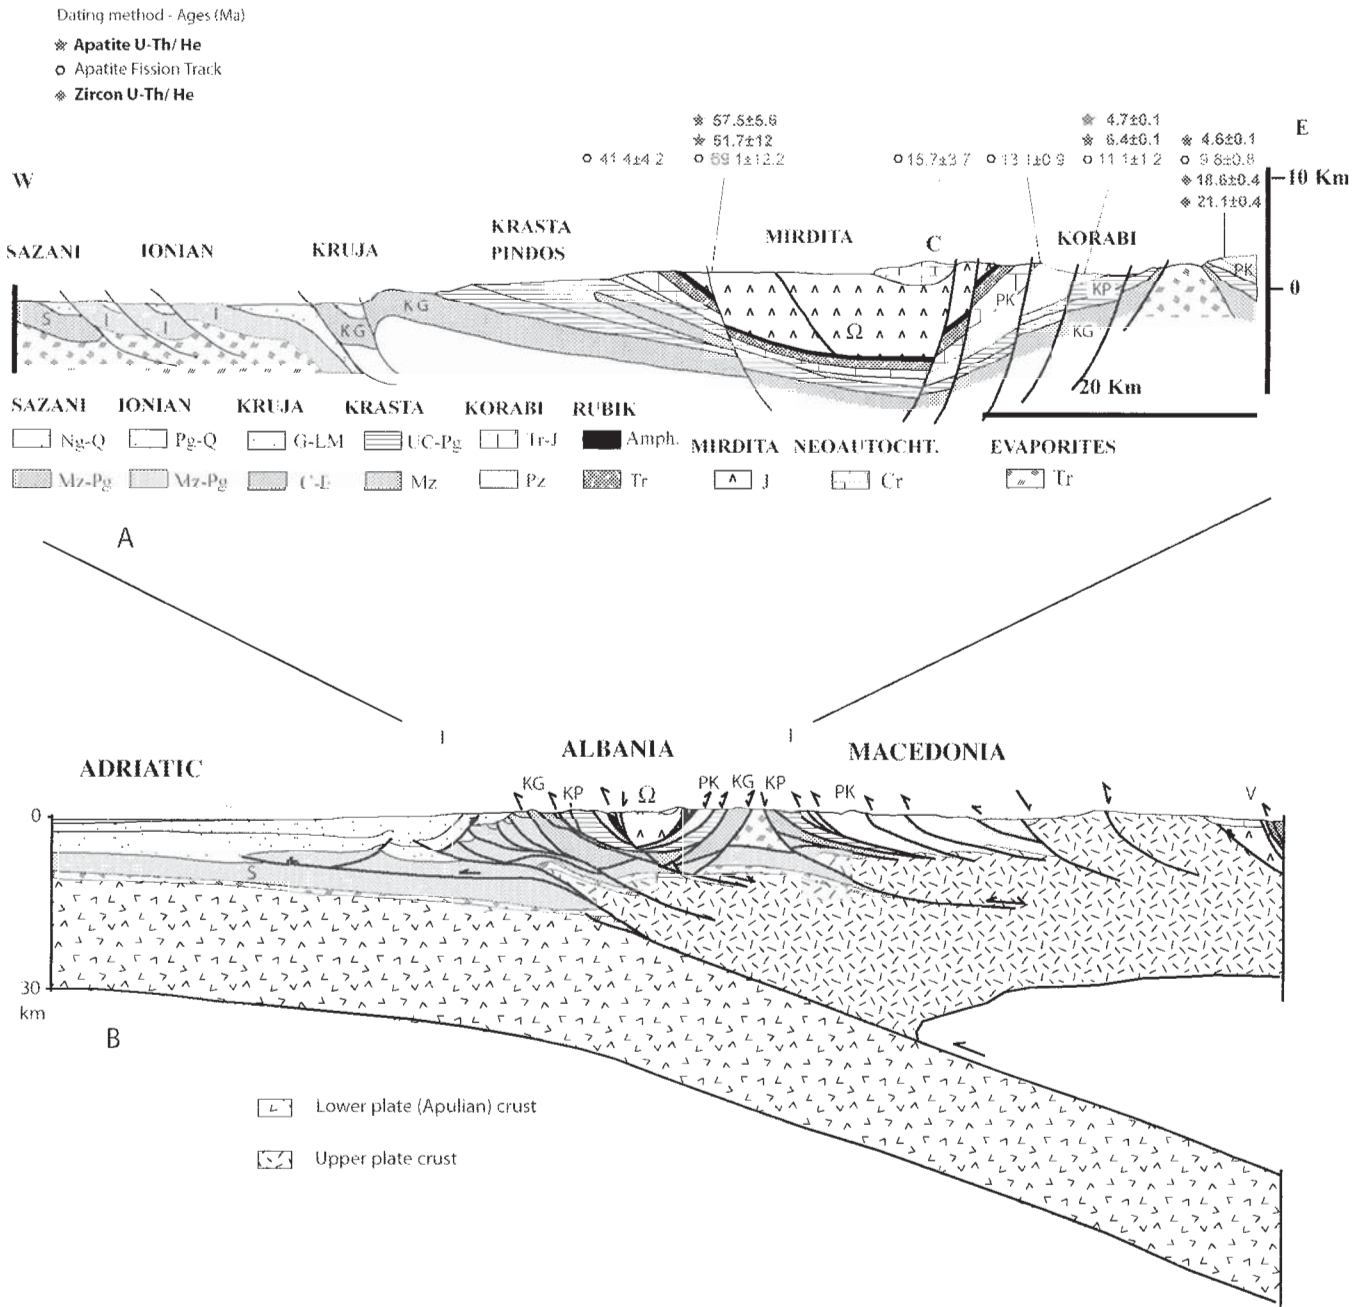 Dating method - Ages (Ma)
Apatite U-Th/ He
Apatite Fission Track
Zircon U-Th/ He
57.5±5.6 4.7±0.1 E
51.7±12 6.4±0.1 4.6±0.1
41.4±4.2 69.1±12.2 15.7±3.7 13.1±0.9 11.1±1.2 9.8±0.8
W 18.6±0.4 10 Km
21.1±0.4
SAZANI IONIAN KRUJA KRASTA PINDOS MIRDITA C KORABI
PK
KG PK KP 0
S I I I KG Ω KG
20 Km
SAZANI IONIAN KRUJA KRASTA KORABI RUBIK
Ng-Q Pg-Q G-LM UC-Pg Tr-J Amph. MIRDITA NEOAUTOCHT. EVAPORITES
Mz-Pg Mz-Pg C-E Mz Pz Tr J Cr Tr
A
ADRIATIC ALBANIA MACEDONIA
KG KP Ω PK KG KP PK V
0
S
30
km
B
Lower plate (Apulian) crust
Upper plate crust